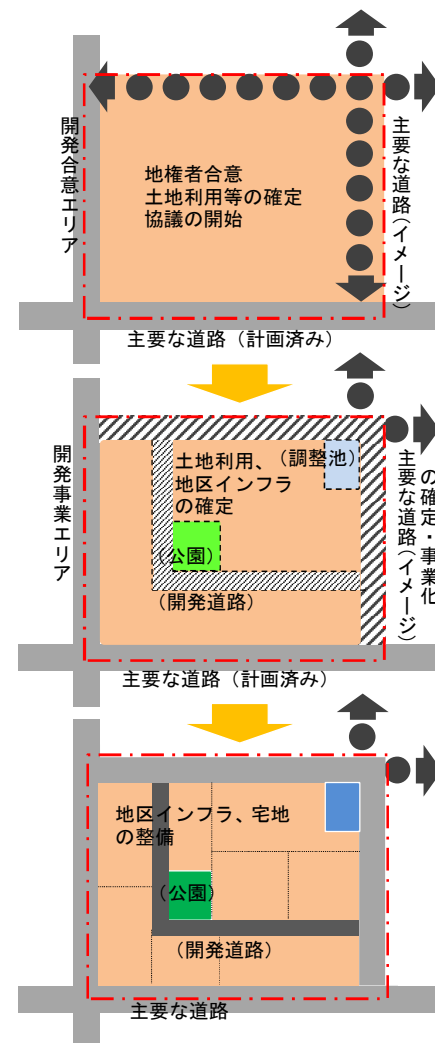 開発合意エリア
地権者合意
土地利用等の確定
協議の開始
主要な道路（イメージ）
主要な道路（計画済み）
開発事業エリア
土地利用、
地区インフラ
の確定
（調整池）
（公園）
（開発道路）
主要な道路（イメージ）
の確定・事業化
主要な道路（計画済み）
地区インフラ、宅地
の整備
（公園）
（開発道路）
主要な道路